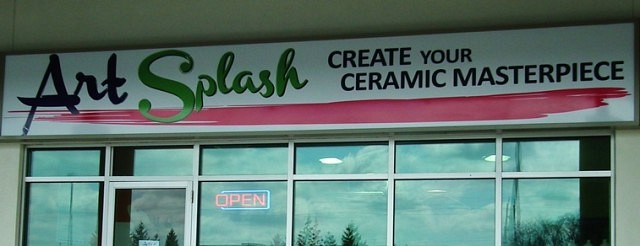 Art Splash
CREATE YOUR
CERAMIC MASTERPIECE
OPEN